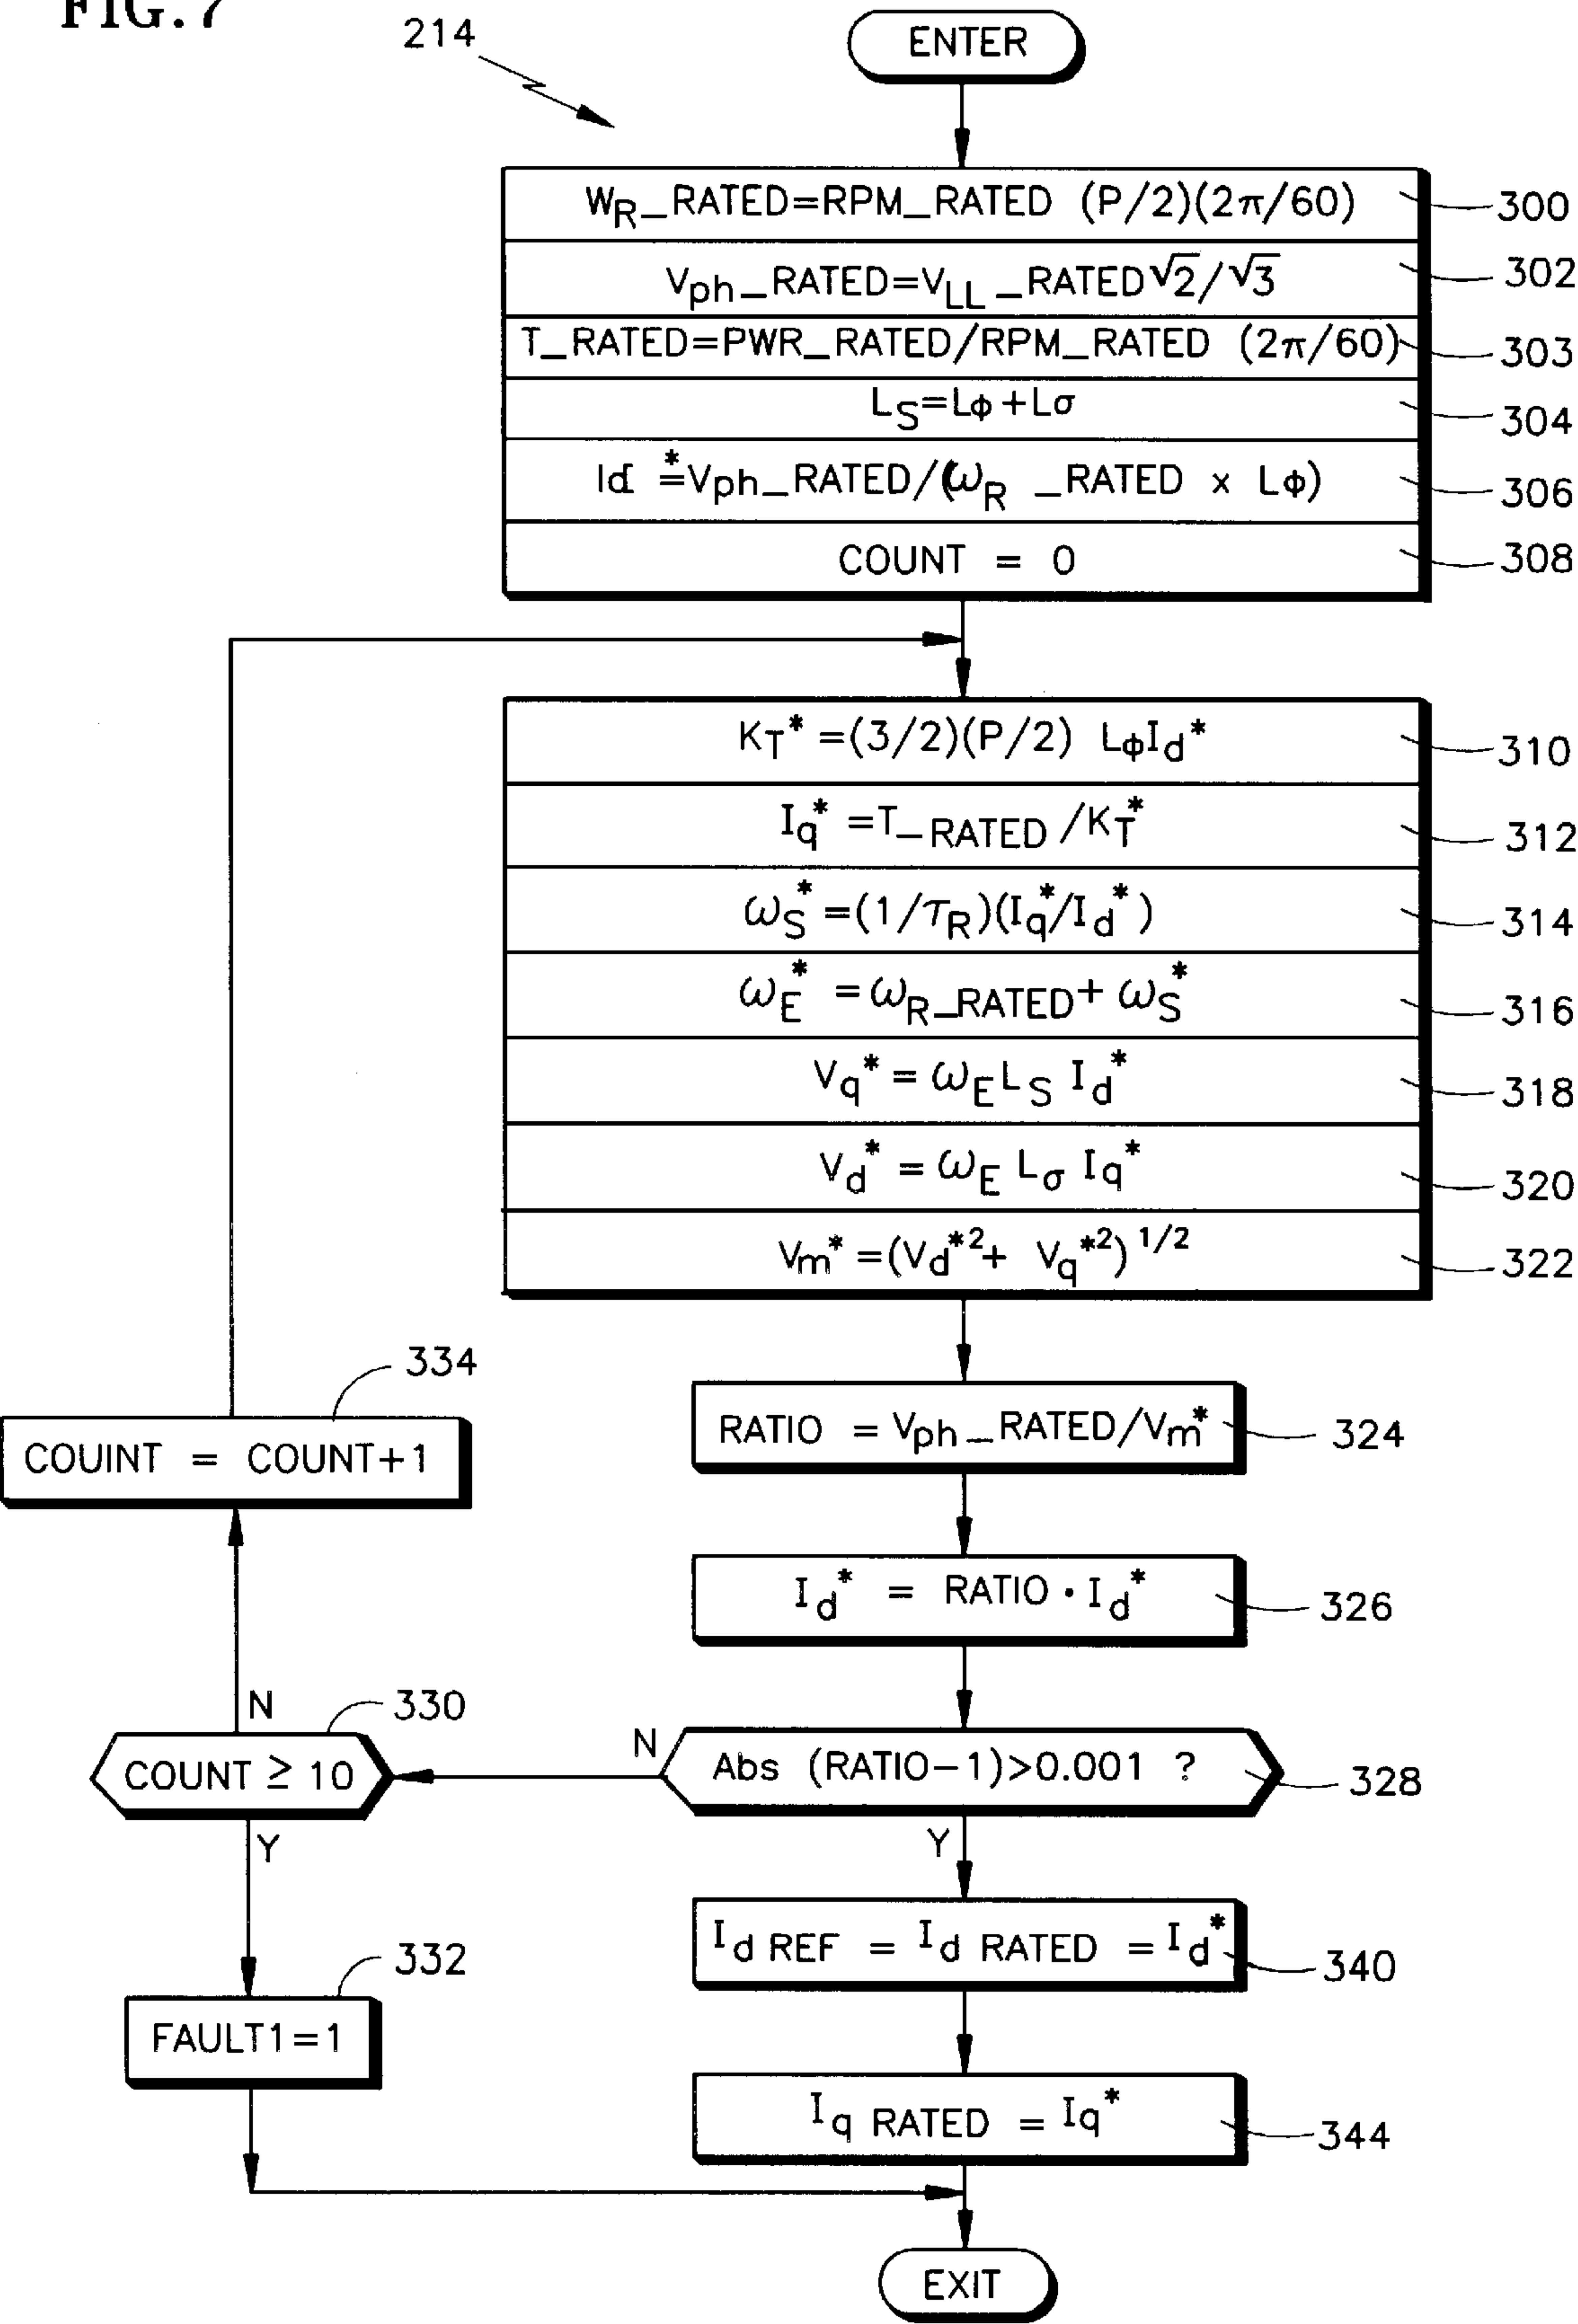 FIG. 7
214
ENTER
W_R_RATED=RPM_RATED (P/2)(2π/60)
300
V_ph_RATED=V_LL_RATED√2/√3
302
T_RATED=PWR_RATED/RPM_RATED (2π/60)
303
L_S=Lφ+Lσ
304
Id *=V_ph_RATED/(ω_R _RATED x Lφ)
306
COUNT = 0
308
K_T*=(3/2)(P/2) LφI_d*
310
I_q*=T_RATED/K_T*
312
ω_S*=(1/τ_R)(I_q*/I_d*)
314
ω_E*=ω_R_RATED+ω_S*
316
V_q*=ω_E L_S I_d*
318
V_d*=ω_E L_σ I_q*
320
V_m*=(V_d*²+ V_q*²)^1/2
322
RATIO = V_ph_RATED/V_m*
324
334
COUINT = COUNT+1
I_d* = RATIO · I_d*
326
N
330
COUNT ≥ 10
N
Abs (RATIO-1)>0.001 ?
328
Y
Y
I_d REF = I_d RATED = I_d*
340
332
FAULT1=1
I_q RATED = I_q*
344
EXIT